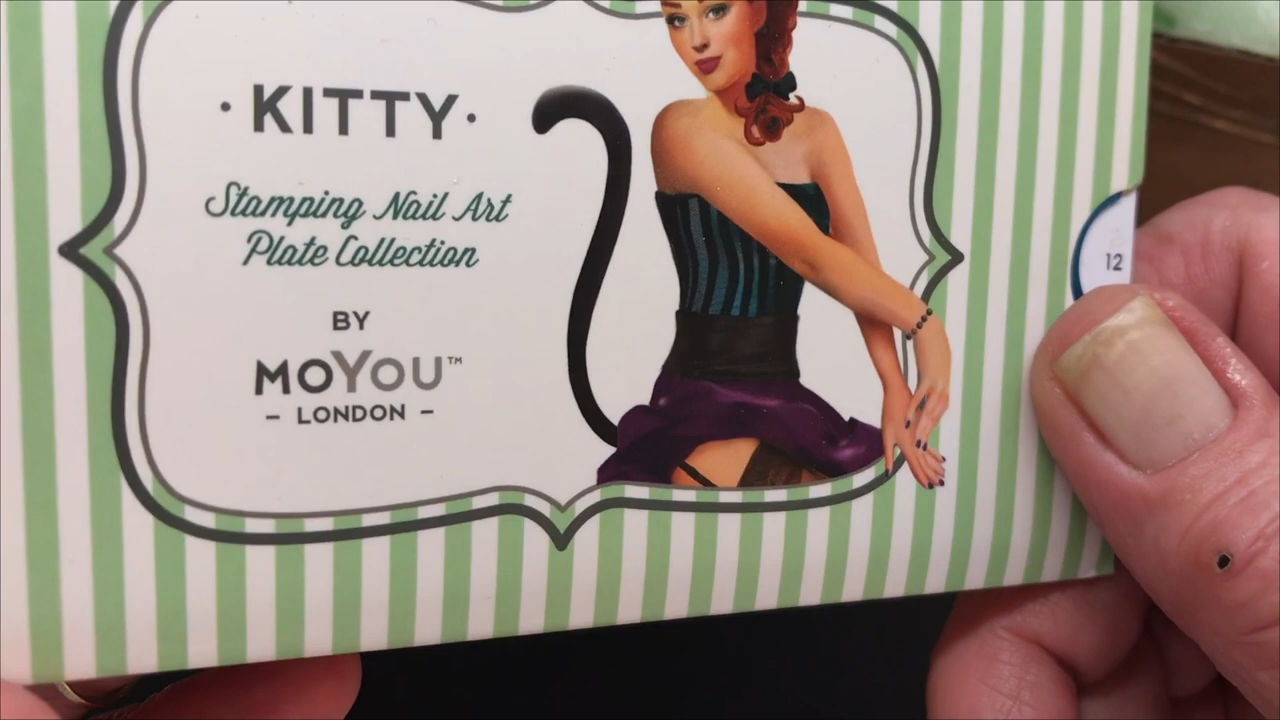 · KITTY ·
Stamping Nail Art
Plate Collection
BY
MOYOU™
– LONDON –
12